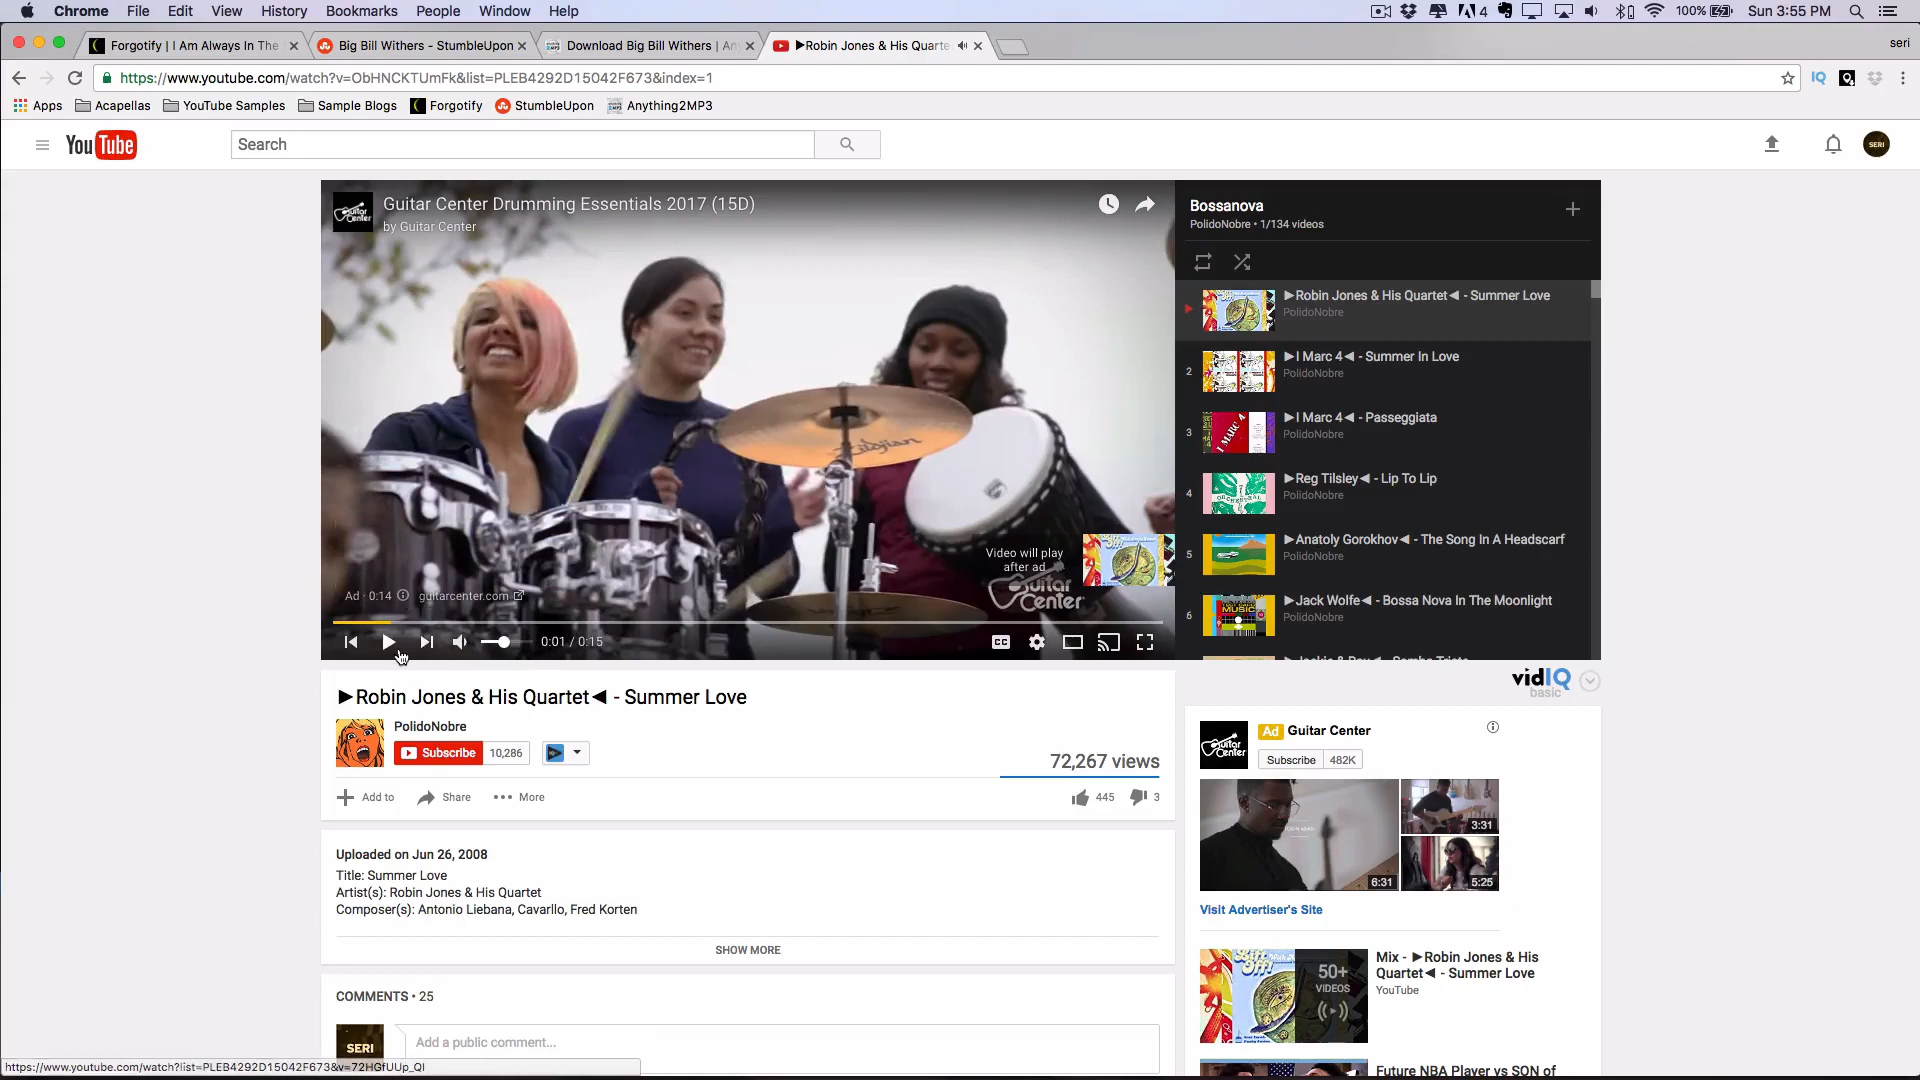 Chrome File Edit View History Bookmarks People Window Help
4 100% Sun 3:55 PM
Forgotify | I Am Always In The
Big Bill Withers - StumbleUpon
Download Big Bill Withers | An
▶Robin Jones & His Quarte
seri
https://www.youtube.com/watch?v=ObHNCKTUmFk&list=PLEB4292D15042F673&index=1
IQ
Apps Acapellas YouTube Samples Sample Blogs Forgotify StumbleUpon Anything2MP3
YouTube
Search
SERI
Guitar Center Drumming Essentials 2017 (15D)
by Guitar Center
Zildjian
Video will play
after ad
Guitar
Center
Ad · 0:14 guitarcenter.com
0:01 / 0:15
CC
Bossanova
PolidoNobre • 1/134 videos
▶Robin Jones & His Quartet◀ - Summer Love
PolidoNobre
2
▶I Marc 4◀ - Summer In Love
PolidoNobre
3
▶I Marc 4◀ - Passeggiata
PolidoNobre
4
▶Reg Tilsley◀ - Lip To Lip
PolidoNobre
5
▶Anatoly Gorokhov◀ - The Song In A Headscarf
PolidoNobre
6
▶Jack Wolfe◀ - Bossa Nova In The Moonlight
PolidoNobre
▶Robin Jones & His Quartet◀ - Summer Love
PolidoNobre
Subscribe 10,286
72,267 views
Add to Share More
445 3
Uploaded on Jun 26, 2008
Title: Summer Love
Artist(s): Robin Jones & His Quartet
Composer(s): Antonio Liebana, Cavarllo, Fred Korten
SHOW MORE
COMMENTS • 25
SERI
Add a public comment...
vidIQ
basic
Guitar Center
Ad Guitar Center
Subscribe 482K
6:31
3:31
5:25
Visit Advertiser's Site
50+
VIDEOS
Mix - ▶Robin Jones & His
Quartet◀ - Summer Love
YouTube
Future NBA Player vs SON of
https://www.youtube.com/watch?list=PLEB4292D15042F673&v=72HGfUUp_QI